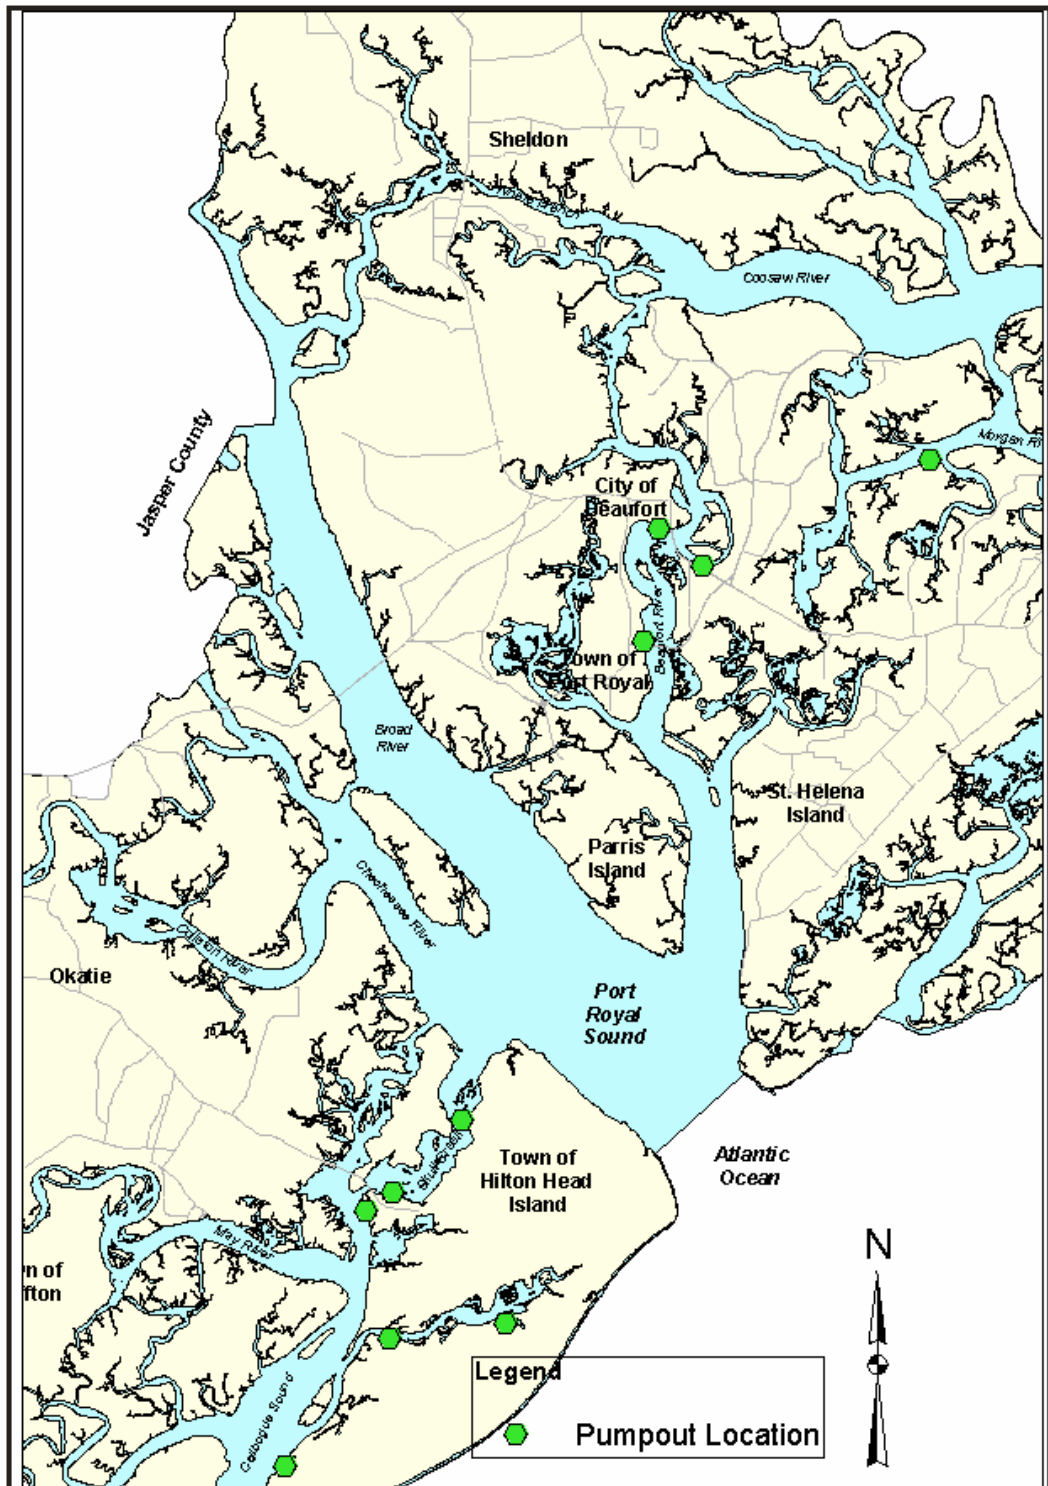 Sheldon
Coosaw River
Jasper County
Morgan Ri
City of
Beaufort
Beaufort River
Town of
Port Royal
Broad
River
St. Helena
Island
Parris
Island
Chechessee River
Colleton River
Okatie
Port
Royal
Sound
Skull Creek
Town of
Hilton Head
Island
Atlantic
Ocean
May River
n of
fton
N
Calibogue Sound
Legend
Pumpout Location